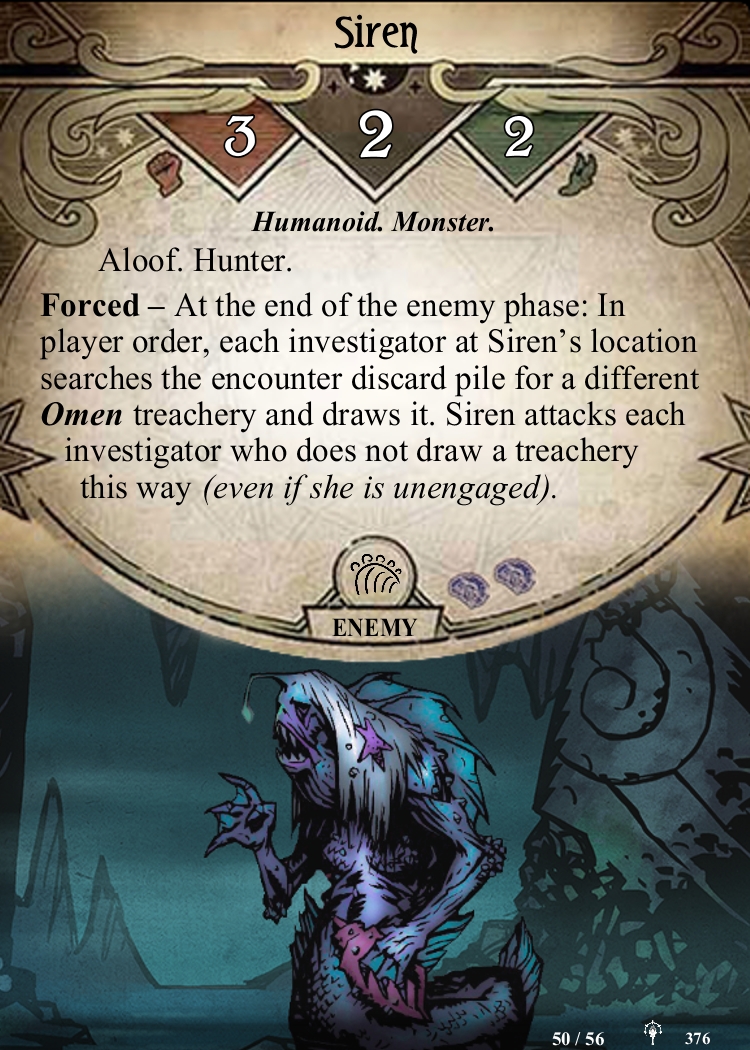 Siren
3 2 2
Humanoid. Monster.
Aloof. Hunter.
Forced – At the end of the enemy phase: In
player order, each investigator at Siren’s location
searches the encounter discard pile for a different
Omen treachery and draws it. Siren attacks each
investigator who does not draw a treachery
this way (even if she is unengaged).
ENEMY
50 / 56 376